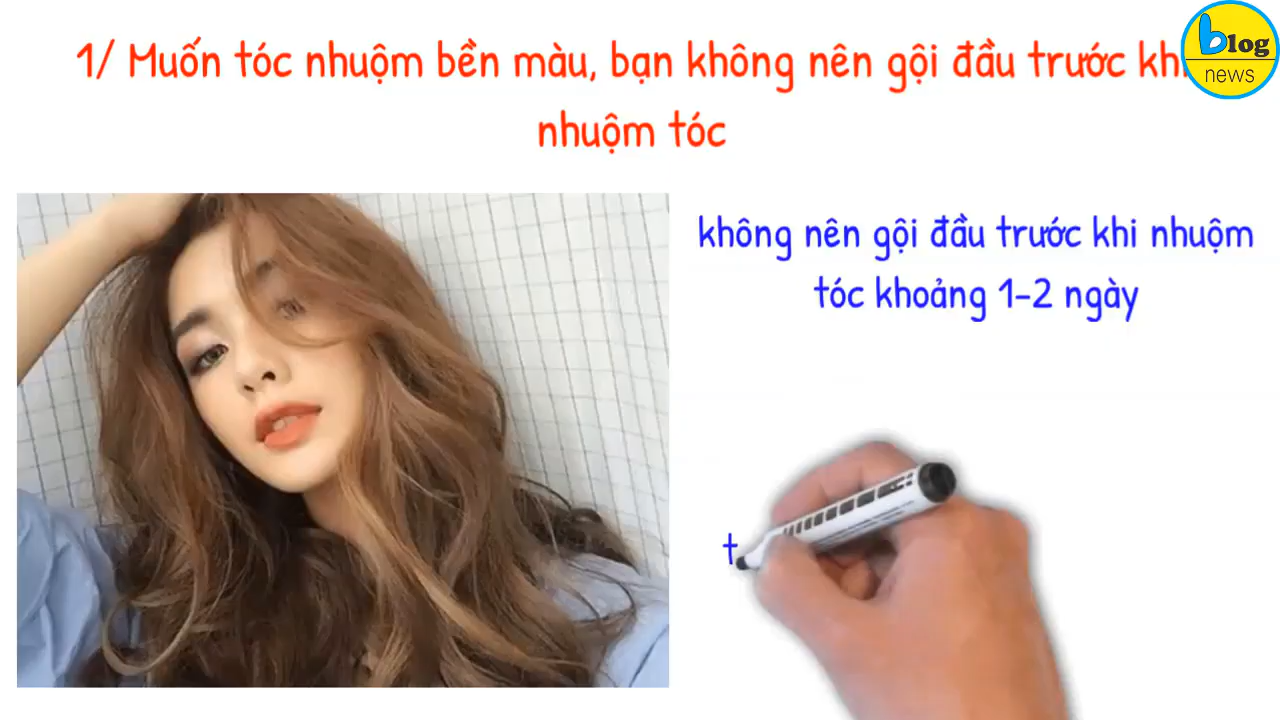 1/ Muốn tóc nhuộm bền màu, bạn không nên gội đầu trước khi
nhuộm tóc
Blog
news
không nên gội đầu trước khi nhuộm
tóc khoảng 1-2 ngày
t